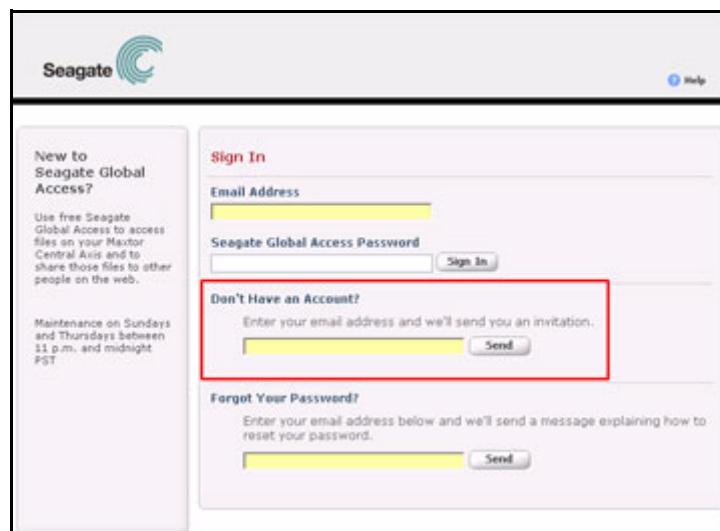 Seagate
Help
New to
Seagate Global
Access?
Use free Seagate
Global Access to access
files on your Maxtor
Central Axis and to
share those files to other
people on the web.
Maintenance on Sundays
and Thursdays between
11 p.m. and midnight
PST
Sign In
Email Address
Seagate Global Access Password
Sign In
Don't Have an Account?
Enter your email address and we'll send you an invitation.
Send
Forgot Your Password?
Enter your email address below and we'll send a message explaining how to
reset your password.
Send